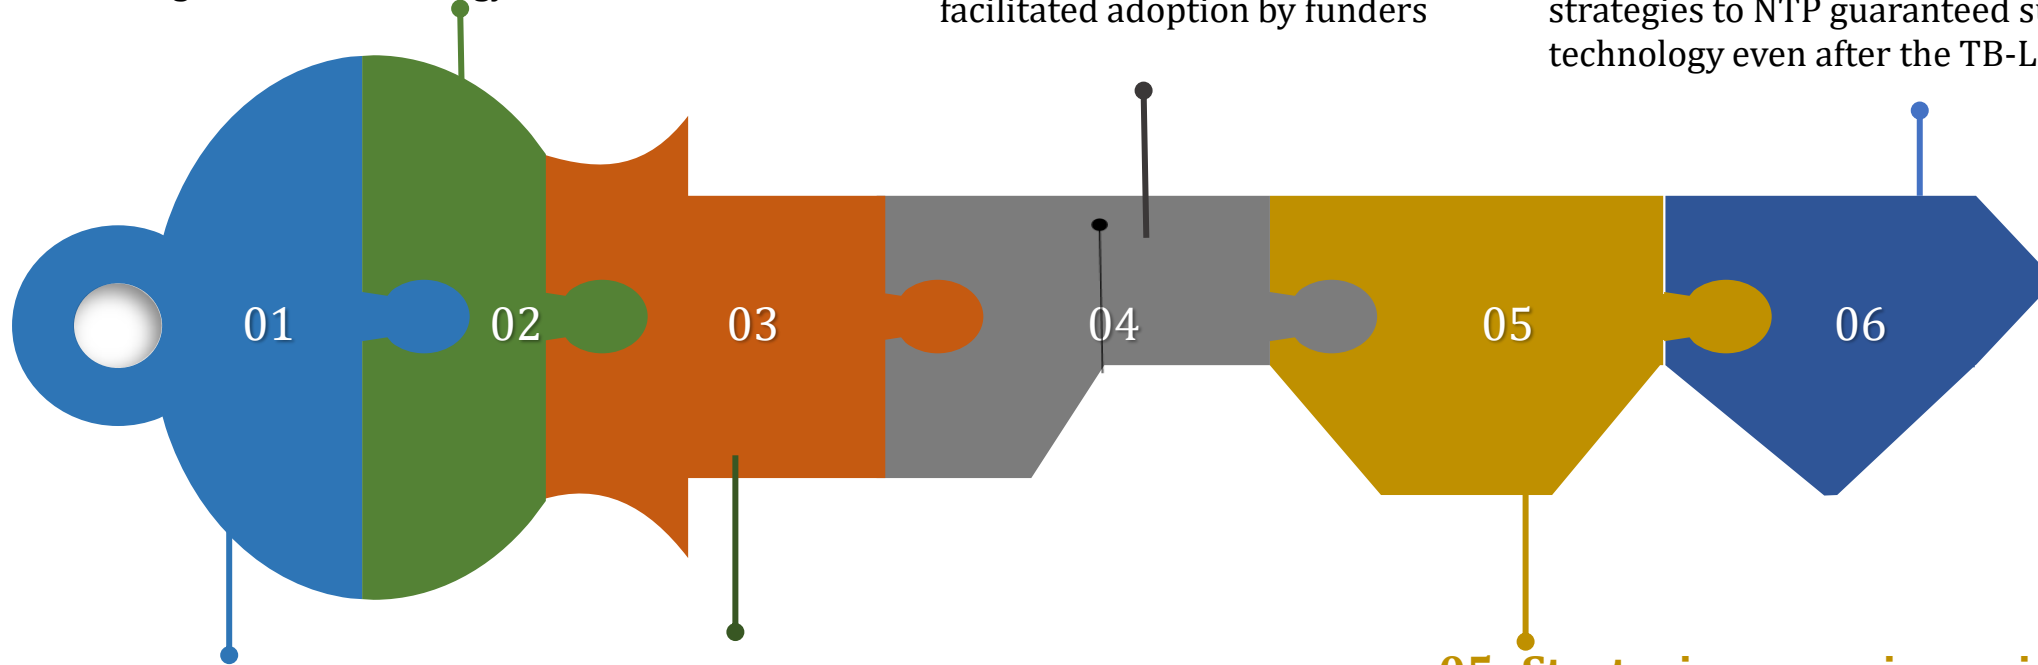 facilitated adoption by funders
strategies to NTP guaranteed
technology even after the TB-L
01
02
03
04
05
06